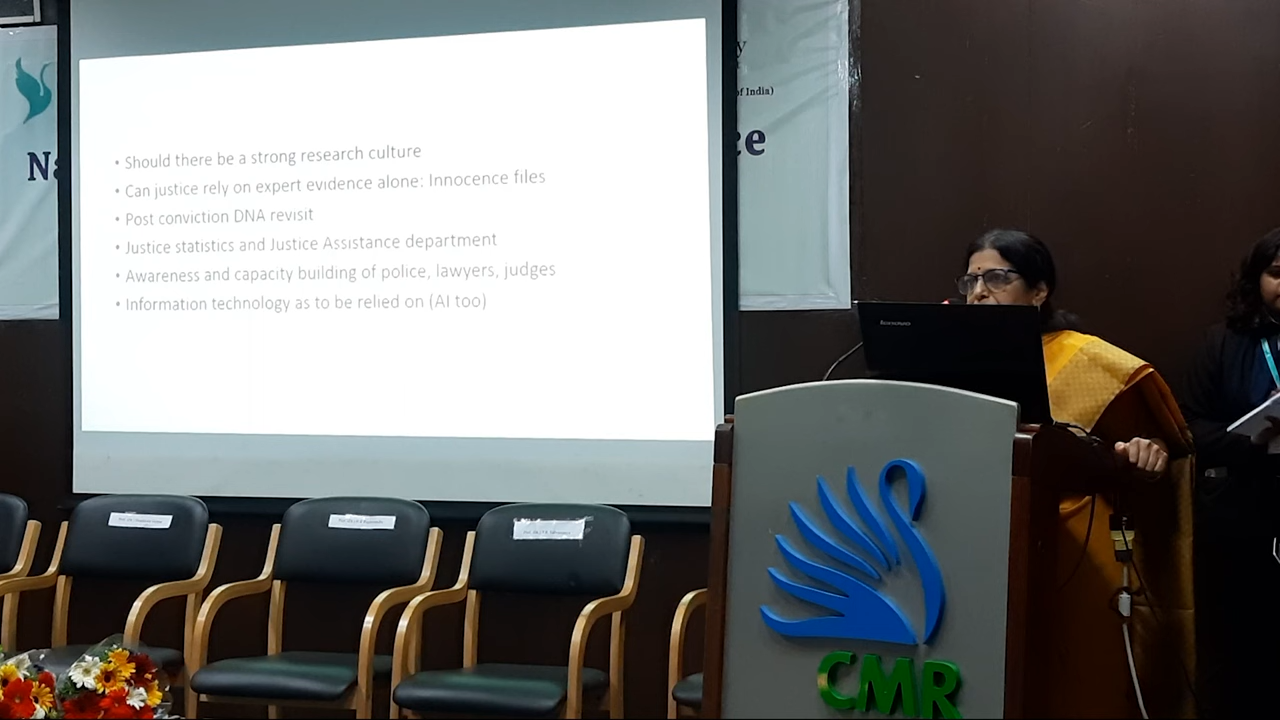 Na
y
of India)
ce
• Should there be a strong research culture
• Can justice rely on expert evidence alone: Innocence files
• Post conviction DNA revisit
• Justice statistics and Justice Assistance department
• Awareness and capacity building of police, lawyers, judges
• Information technology as to be relied on (AI too)
lenovo
CMR